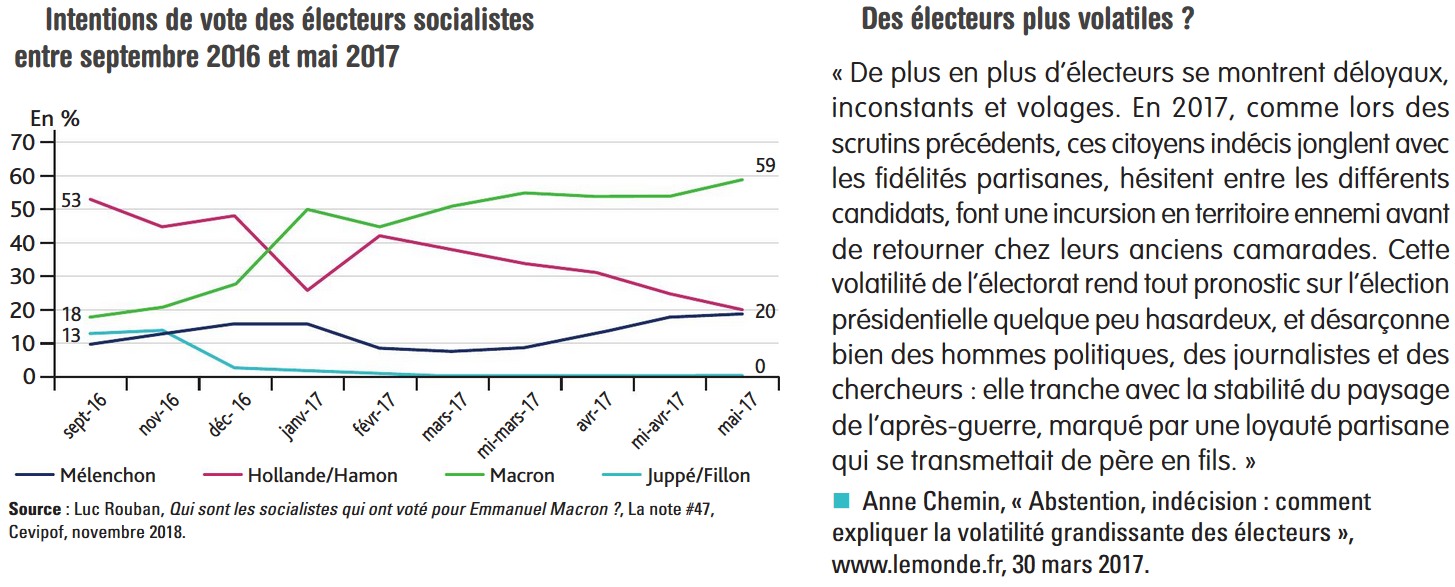 Intentions de vote des électeurs socialistes
entre septembre 2016 et mai 2017
En %
70
60
50
40
30
20
10
0
53
18
13
59
20
0
sept-16
nov-16
déc-16
janv-17
févr-17
mars-17
mi-mars-17
avr-17
mi-avr-17
mai-17
Mélenchon
Hollande/Hamon
Macron
Juppé/Fillon
Source : Luc Rouban, Qui sont les socialistes qui ont voté pour Emmanuel Macron ?, La note #47,
Cevipof, novembre 2018.
Des électeurs plus volatiles ?
« De plus en plus d'électeurs se montrent déloyaux,
inconstants et volages. En 2017, comme lors des
scrutins précédents, ces citoyens indécis jonglent avec
les fidélités partisanes, hésitent entre les différents
candidats, font une incursion en territoire ennemi avant
de retourner chez leurs anciens camarades. Cette
volatilité de l'électorat rend tout pronostic sur l'élection
présidentielle quelque peu hasardeux, et désarçonne
bien des hommes politiques, des journalistes et des
chercheurs : elle tranche avec la stabilité du paysage
de l'après-guerre, marqué par une loyauté partisane
qui se transmettait de père en fils. »
Anne Chemin, « Abstention, indécision : comment
expliquer la volatilité grandissante des électeurs »,
www.lemonde.fr, 30 mars 2017.